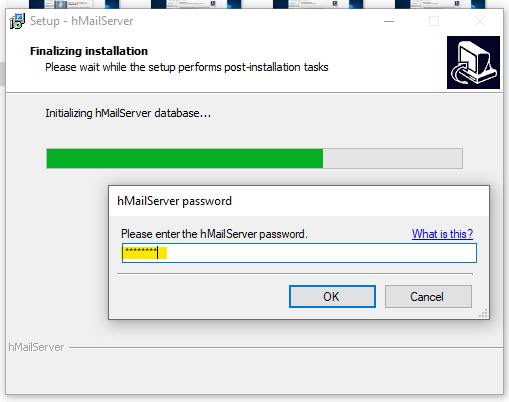 Setup - hMailServer
Finalizing installation
Please wait while the setup performs post-installation tasks
Initializing hMailServer database...
hMailServer password
Please enter the hMailServer password.
What is this?
********
OK
Cancel
hMailServer